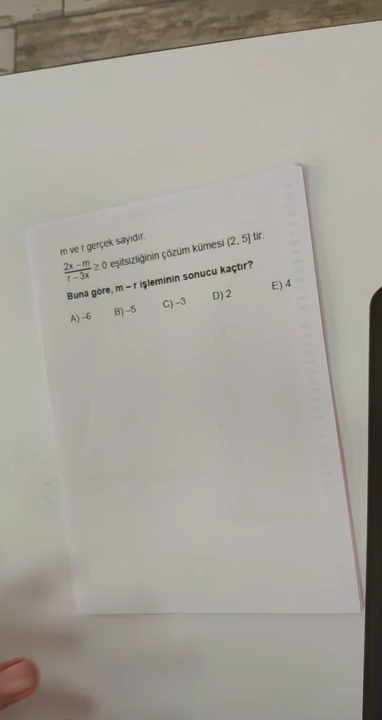 m ve r gerçek sayıdır.
2x – m / r – 3x ≥ 0 eşitsizliğinin çözüm kümesi (2, 5] tir.
Buna göre, m – r işleminin sonucu kaçtır?
A) –6 B) –5 C) –3 D) 2 E) 4